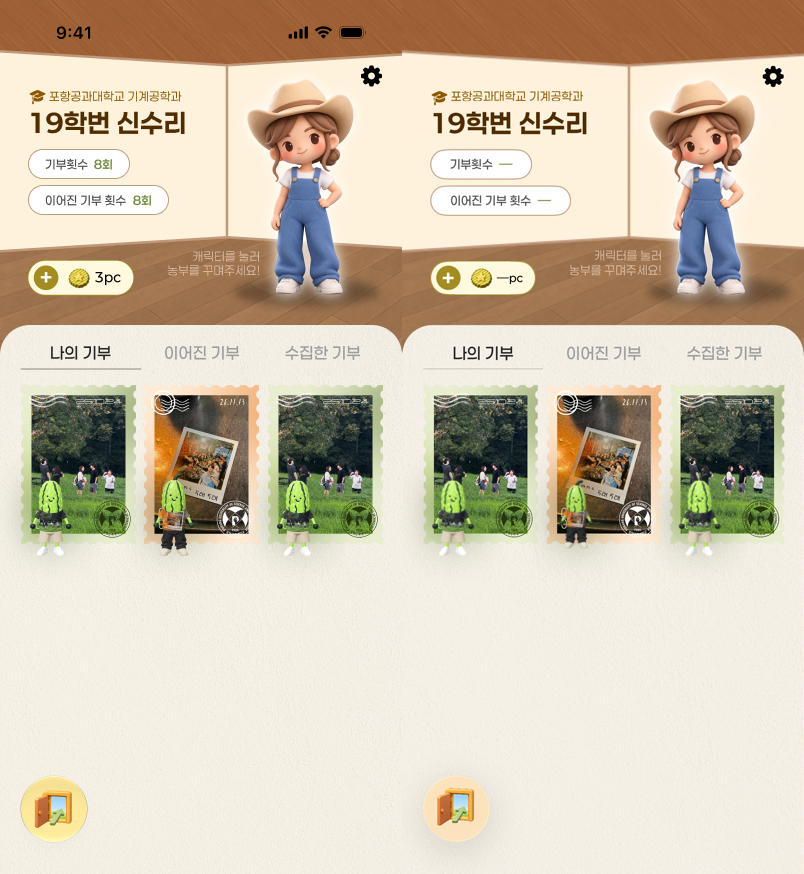 9:41
포항공과대학교 기계공학과
19학번 신수리
기부횟수 8회
이어진 기부 횟수 8회
캐릭터를 눌러
농부를 꾸며주세요!
3pc
나의 기부
이어진 기부
수집한 기부
포항공과대학교 기계공학과
19학번 신수리
기부횟수 —
이어진 기부 횟수 —
캐릭터를 눌러
농부를 꾸며주세요!
—pc
나의 기부
이어진 기부
수집한 기부